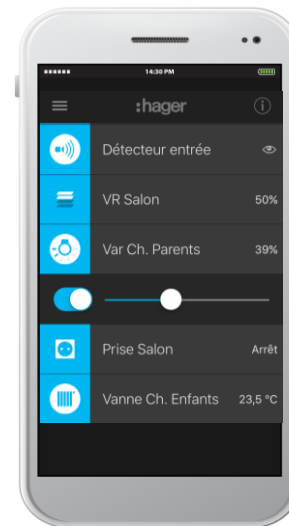 14:30 PM
:hager
Détecteur entrée
VR Salon 50%
Var Ch. Parents 39%
Prise Salon Arrêt
Vanne Ch. Enfants 23,5 °C